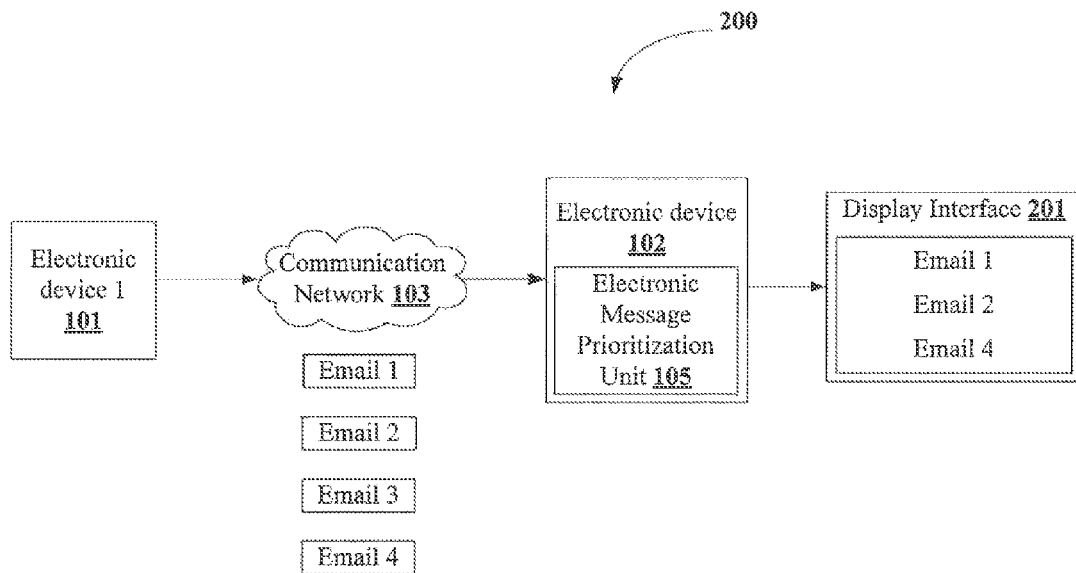 200
Electronic
device 1
101
Communication
Network 103
Email 1
Email 2
Email 3
Email 4
Electronic device
102
Electronic
Message
Prioritization
Unit 105
Display Interface 201
Email 1
Email 2
Email 4